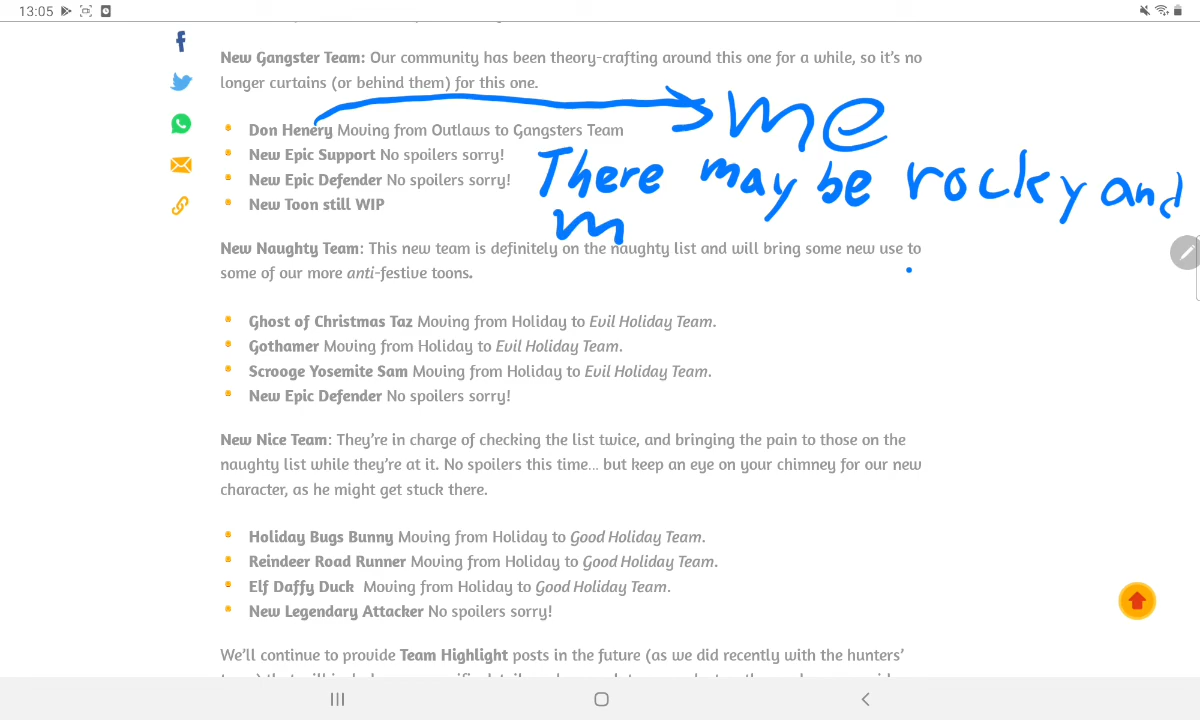 13:05
New Gangster Team: Our community has been theory-crafting around this one for a while, so it's no
longer curtains (or behind them) for this one.
me
Don Henery Moving from Outlaws to Gangsters Team
New Epic Support No spoilers sorry!
There may be rocky and
New Epic Defender No spoilers sorry!
New Toon still WIP
m
New Naughty Team: This new team is definitely on the naughty list and will bring some new use to
some of our more anti-festive toons.
Ghost of Christmas Taz Moving from Holiday to Evil Holiday Team.
Gothamer Moving from Holiday to Evil Holiday Team.
Scrooge Yosemite Sam Moving from Holiday to Evil Holiday Team.
New Epic Defender No spoilers sorry!
New Nice Team: They're in charge of checking the list twice, and bringing the pain to those on the
naughty list while they're at it. No spoilers this time... but keep an eye on your chimney for our new
character, as he might get stuck there.
Holiday Bugs Bunny Moving from Holiday to Good Holiday Team.
Reindeer Road Runner Moving from Holiday to Good Holiday Team.
Elf Daffy Duck Moving from Holiday to Good Holiday Team.
New Legendary Attacker No spoilers sorry!
We'll continue to provide Team Highlight posts in the future (as we did recently with the hunters'